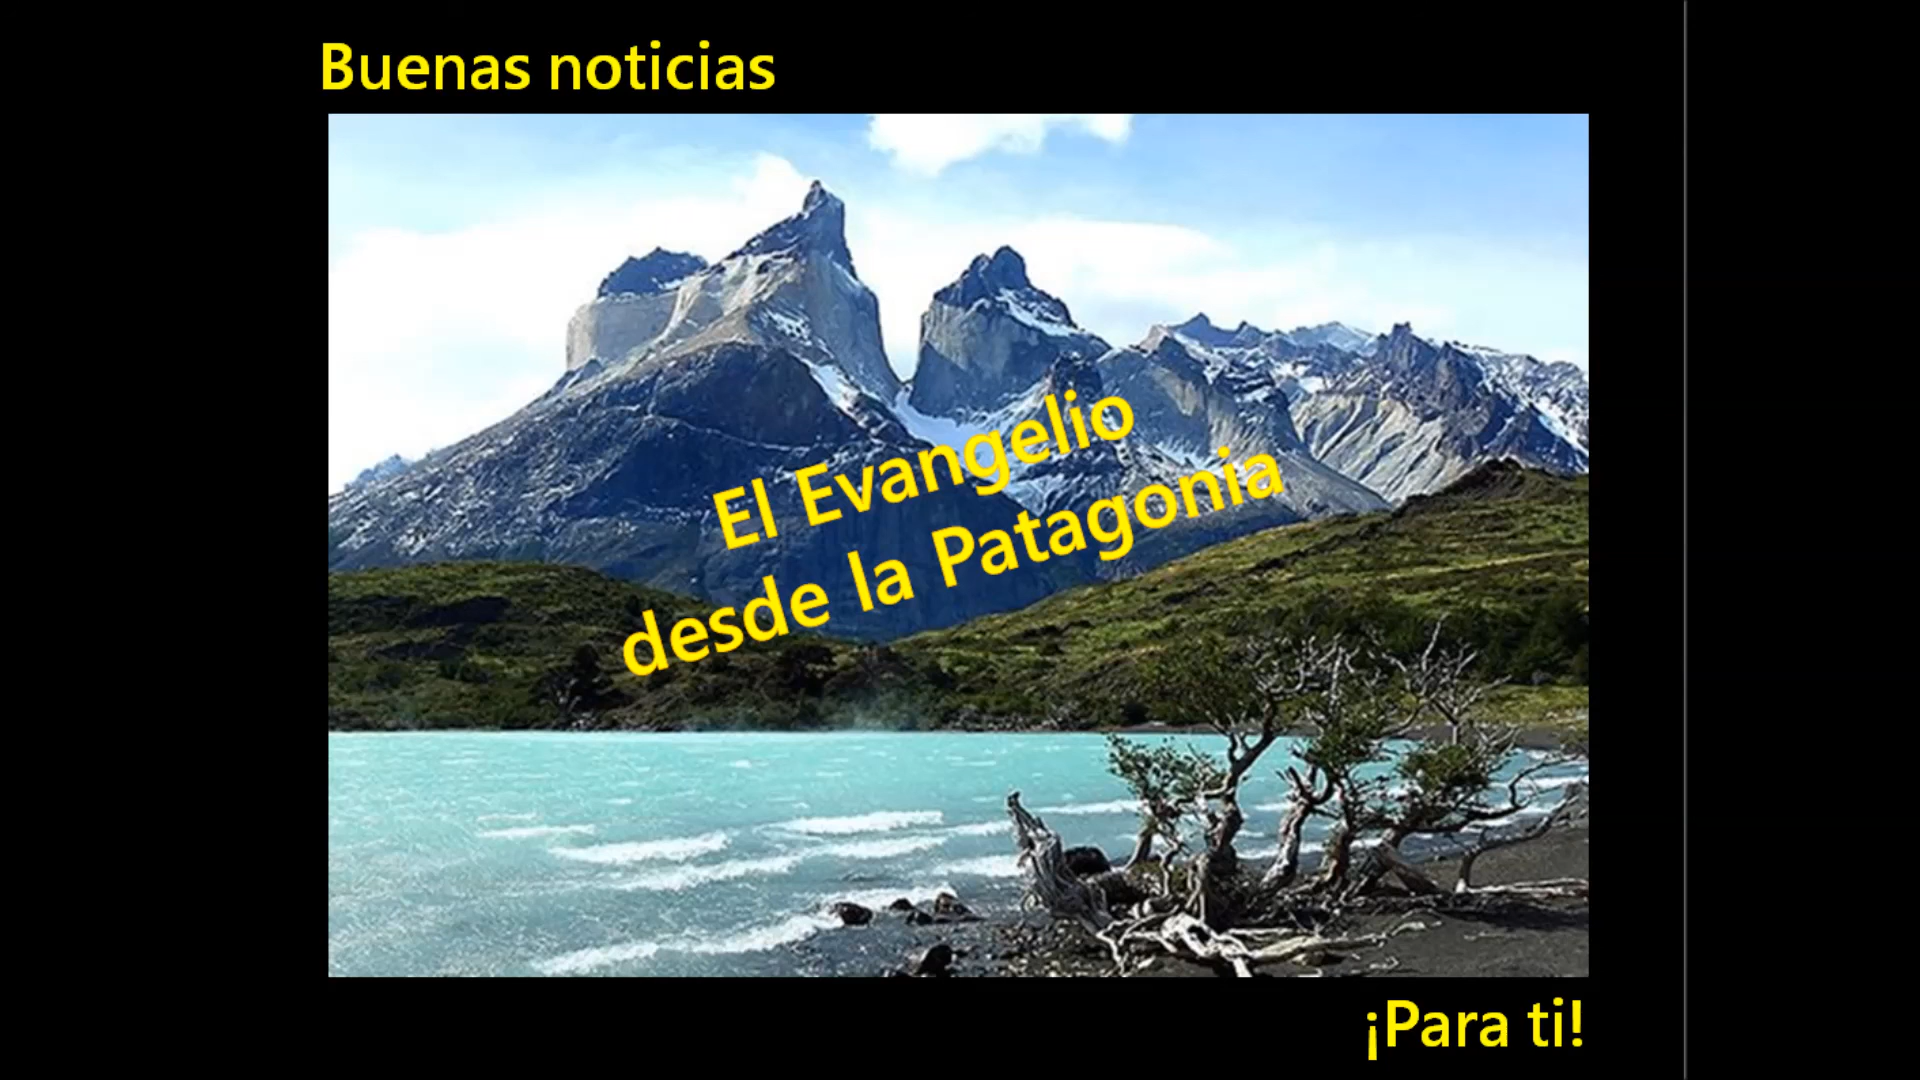 Buenas noticias
El Evangelio
desde la Patagonia
¡Para ti!